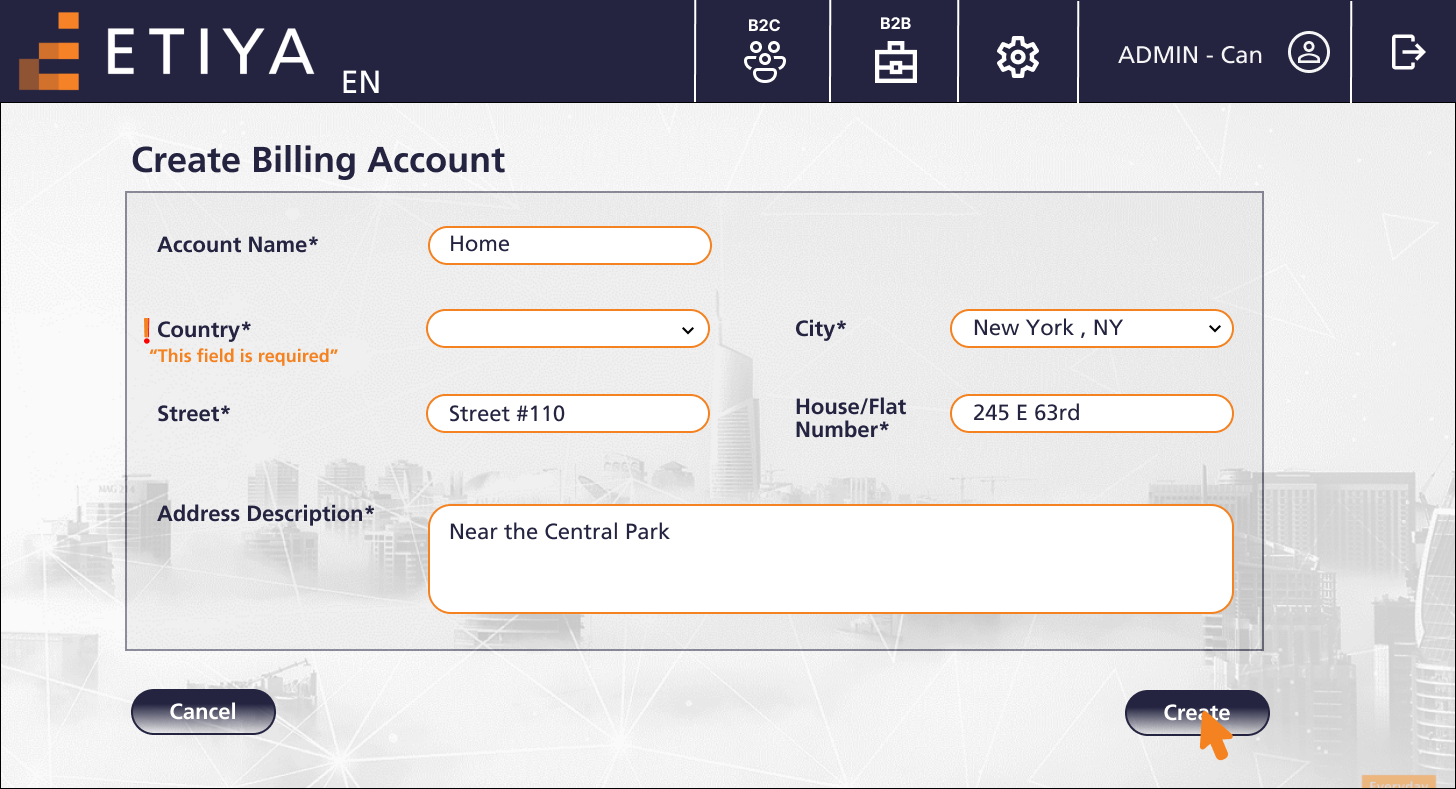 ETIYA
EN
B2C
B2B
ADMIN - Can
Create Billing Account
Account Name*
Home
! Country*
"This field is required"
City*
New York , NY
Street*
Street #110
House/Flat
Number*
245 E 63rd
Address Description*
Near the Central Park
Cancel
Create
Everyday